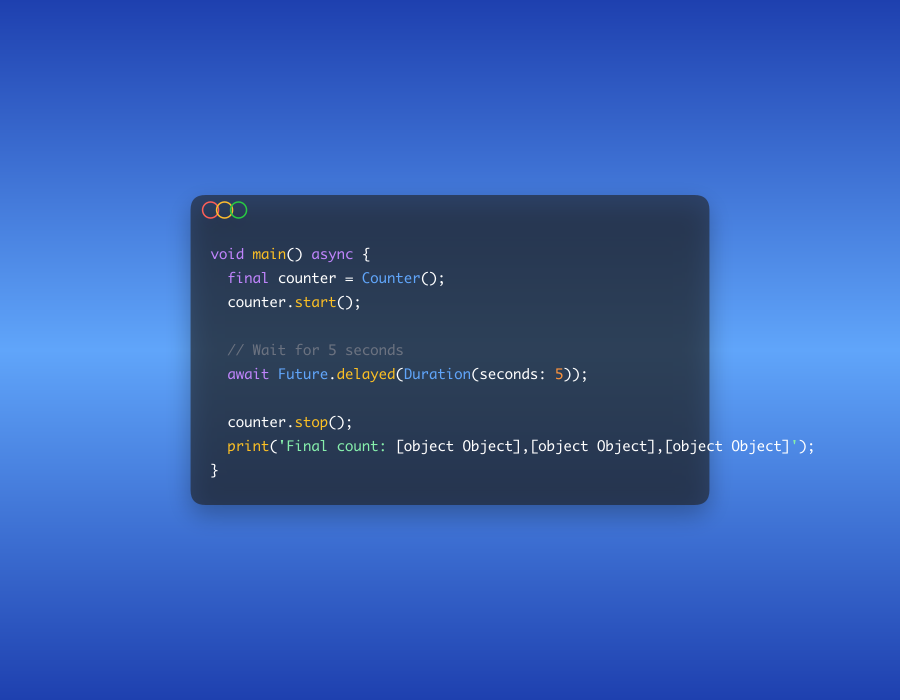 void main() async {
  final counter = Counter();
  counter.start();

  // Wait for 5 seconds
  await Future.delayed(Duration(seconds: 5));

  counter.stop();
  print('Final count: [object Object],[object Object],[object Object]');
}